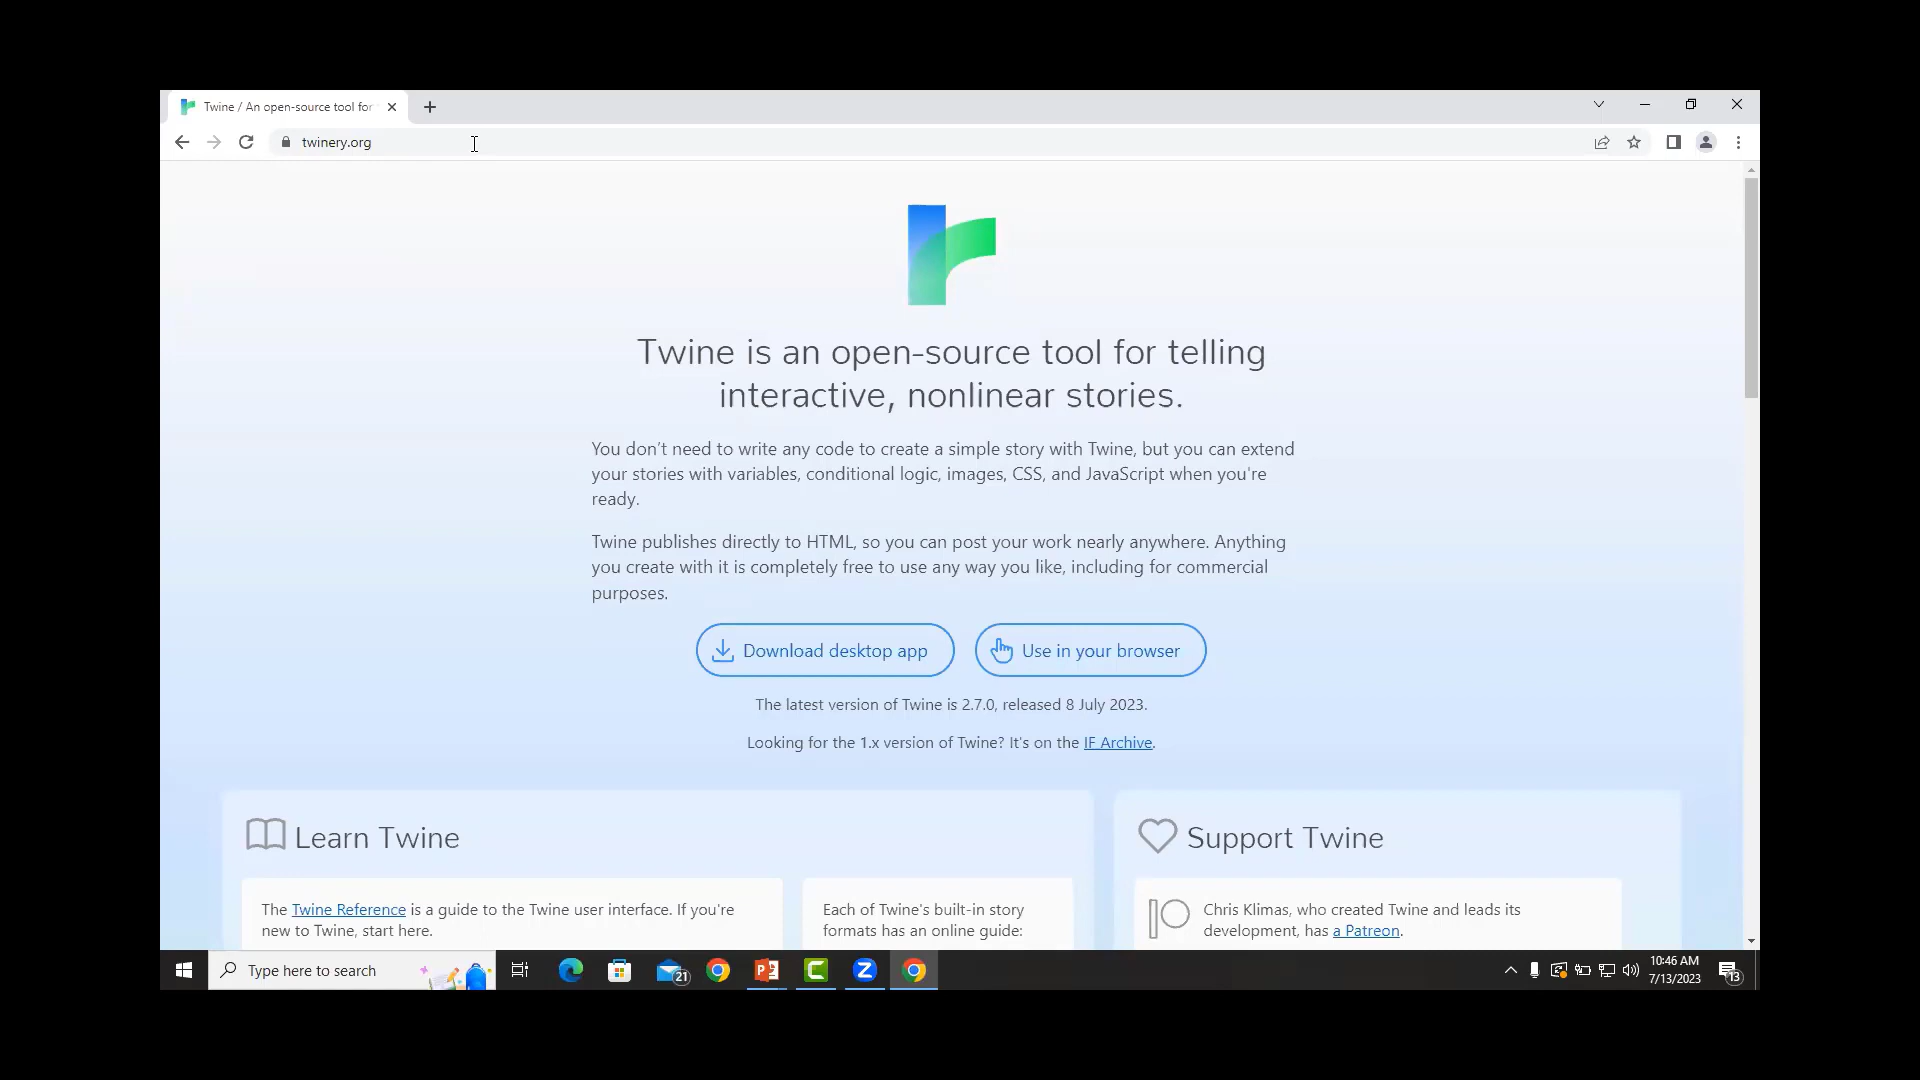 Twine / An open-source tool for
twinery.org
Twine is an open-source tool for telling
interactive, nonlinear stories.
You don't need to write any code to create a simple story with Twine, but you can extend
your stories with variables, conditional logic, images, CSS, and JavaScript when you're
ready.
Twine publishes directly to HTML, so you can post your work nearly anywhere. Anything
you create with it is completely free to use any way you like, including for commercial
purposes.
Download desktop app
Use in your browser
The latest version of Twine is 2.7.0, released 8 July 2023.
Looking for the 1.x version of Twine? It's on the IF Archive.
Learn Twine
The Twine Reference is a guide to the Twine user interface. If you're
new to Twine, start here.
Each of Twine's built-in story
formats has an online guide:
Support Twine
Chris Klimas, who created Twine and leads its
development, has a Patreon.
Type here to search
21
10:46 AM
7/13/2023
13